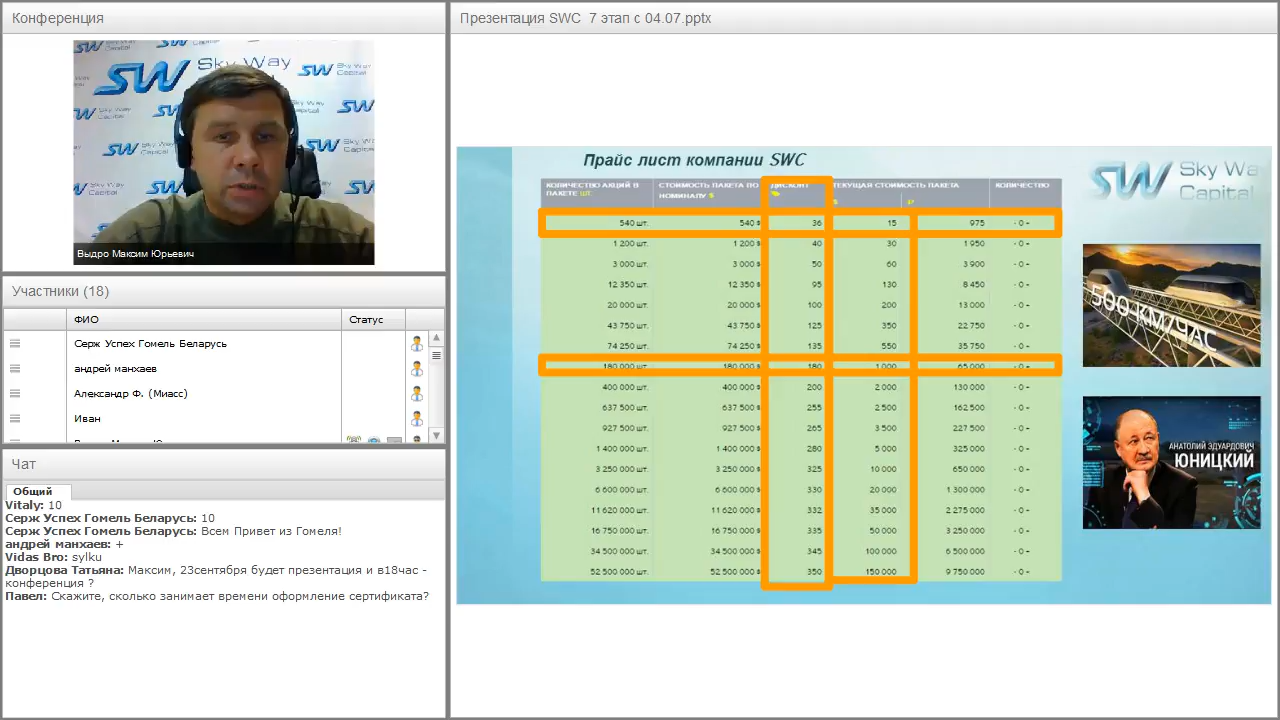 Конференция
SW Sky Way Capital
Выдро Максим Юрьевич
Участники (18)
ФИО Статус
Серж Успех Гомель Беларусь
андрей манхаев
Александр Ф. (Миасс)
Иван
Чат
Общий
Vitaly: 10
Серж Успех Гомель Беларусь: 10
Серж Успех Гомель Беларусь: Всем Привет из Гомеля!
андрей манхаев: +
Vidas Bro: sylku
Дворцова Татьяна: Максим, 23сентября будет презентация и в18час -
конференция ?
Павел: Скажите, сколько занимает времени оформление сертификата?
Презентация SWC 7 этап с 04.07.pptx
Прайс лист компании SWC
КОЛИЧЕСТВО АКЦИЙ В ПАКЕТЕ ШТ. СТОИМОСТЬ ПАКЕТА ПО НОМИНАЛУ $ ДИСКОНТ % ТЕКУЩАЯ СТОИМОСТЬ ПАКЕТА КОЛИЧЕСТВО
$ Р
540 шт. 540 $ 36 15 975 - 0 -
1 200 шт. 1 200 $ 40 30 1 950 - 0 -
3 000 шт. 3 000 $ 50 60 3 900 - 0 -
12 350 шт. 12 350 $ 95 130 8 450 - 0 -
20 000 шт. 20 000 $ 100 200 13 000 - 0 -
43 750 шт. 43 750 $ 125 350 22 750 - 0 -
74 250 шт. 74 250 $ 135 550 35 750 - 0 -
180 000 шт. 180 000 $ 180 1 000 65 000 - 0 -
400 000 шт. 400 000 $ 200 2 000 130 000 - 0 -
637 500 шт. 637 500 $ 255 2 500 162 500 - 0 -
927 500 шт. 927 500 $ 265 3 500 227 500 - 0 -
1 400 000 шт. 1 400 000 $ 280 5 000 325 000 - 0 -
3 250 000 шт. 3 250 000 $ 325 10 000 650 000 - 0 -
6 600 000 шт. 6 600 000 $ 330 20 000 1 300 000 - 0 -
11 620 000 шт. 11 620 000 $ 332 35 000 2 275 000 - 0 -
16 750 000 шт. 16 750 000 $ 335 50 000 3 250 000 - 0 -
34 500 000 шт. 34 500 000 $ 345 100 000 6 500 000 - 0 -
52 500 000 шт. 52 500 000 $ 350 150 000 9 750 000 - 0 -
SW Sky Way
Capital
500 КМ/ЧАС
АНАТОЛИЙ ЭДУАРДОВИЧ
ЮНИЦКИЙ